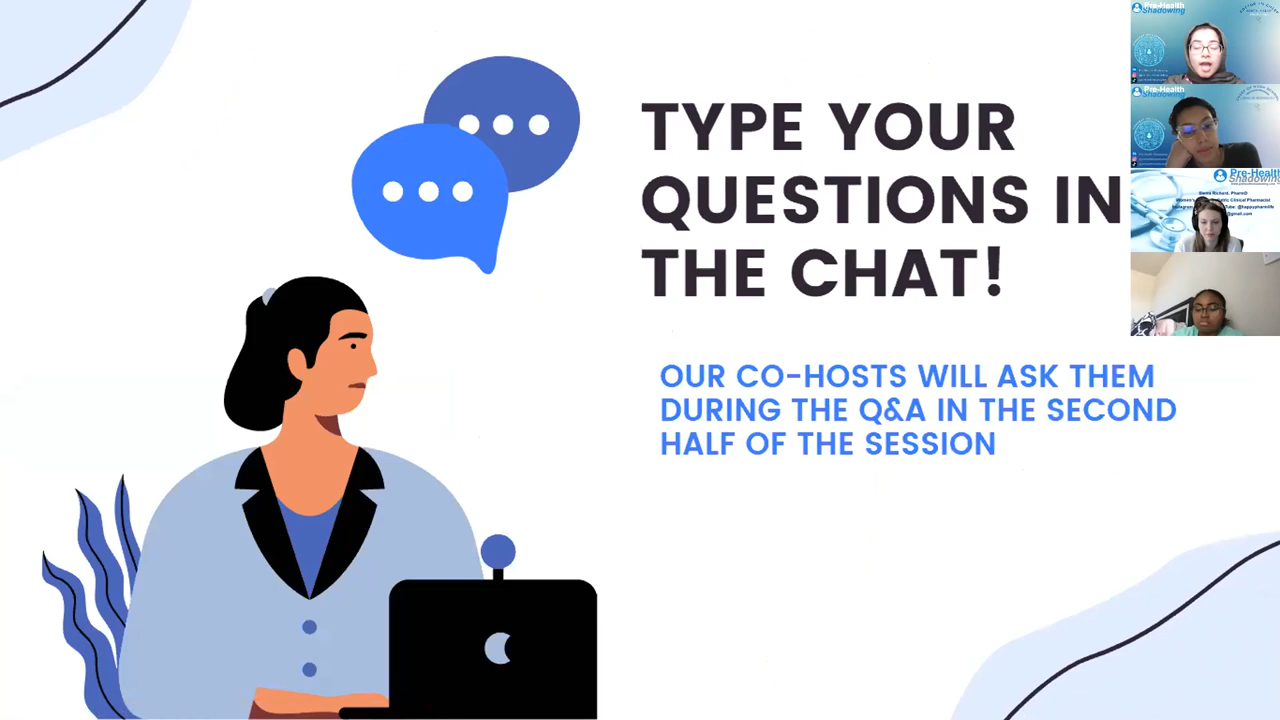 TYPE YOUR
QUESTIONS IN
THE CHAT!
OUR CO-HOSTS WILL ASK THEM
DURING THE Q&A IN THE SECOND
HALF OF THE SESSION
Pre-Health
Shadowing
Pre-Health
Pre-Health
Shadowing